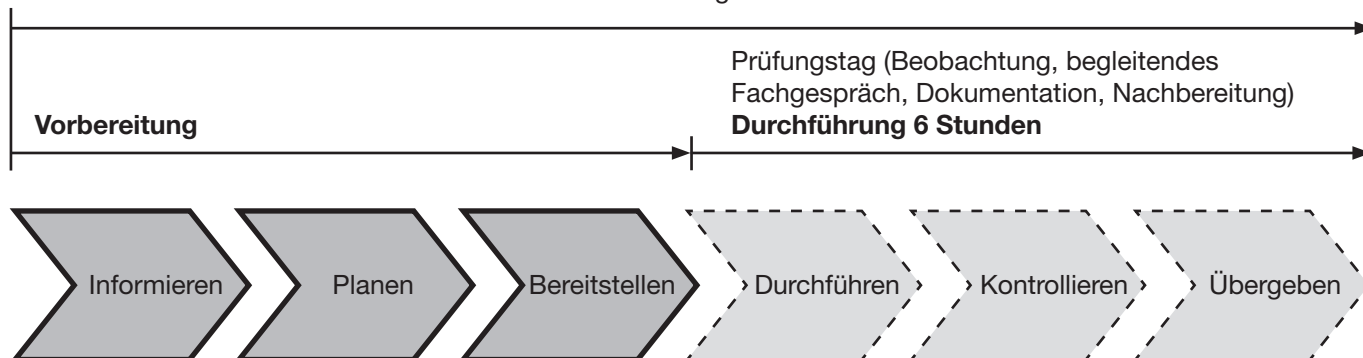 Prüfungstag (Beobachtung, begleitendes
Fachgespräch, Dokumentation, Nachbereitung)
Vorbereitung
Durchführung 6 Stunden
Informieren
Planen
Bereitstellen
Durchführen
Kontrollieren
Übergeben